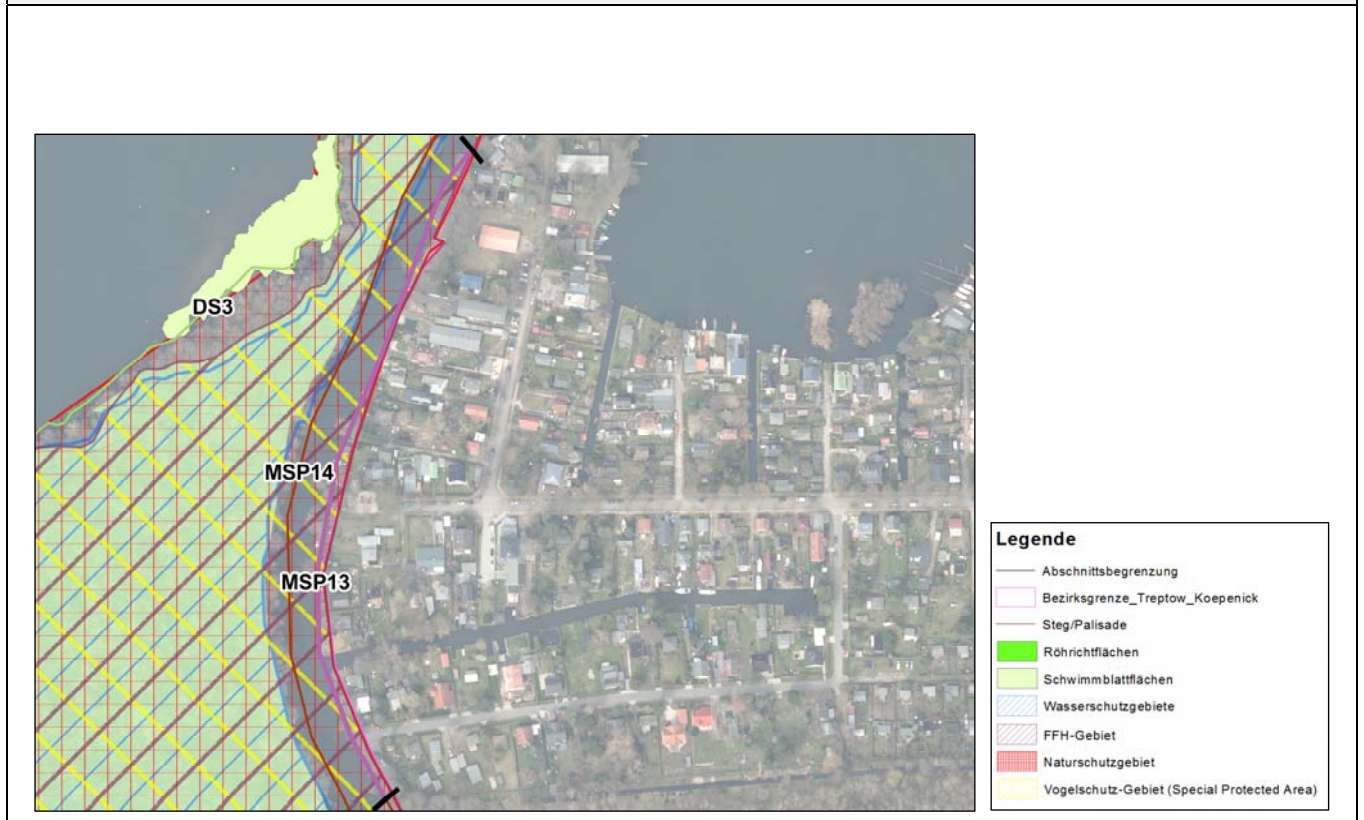 DS3
MSP14
MSP13
Legende
Abschnittsbegrenzung
Bezirksgrenze_Treptow_Koepenick
Steg/Palisade
Röhrichtflächen
Schwimmblattflächen
Wasserschutzgebiete
FFH-Gebiet
Naturschutzgebiet
Vogelschutz-Gebiet (Special Protected Area)